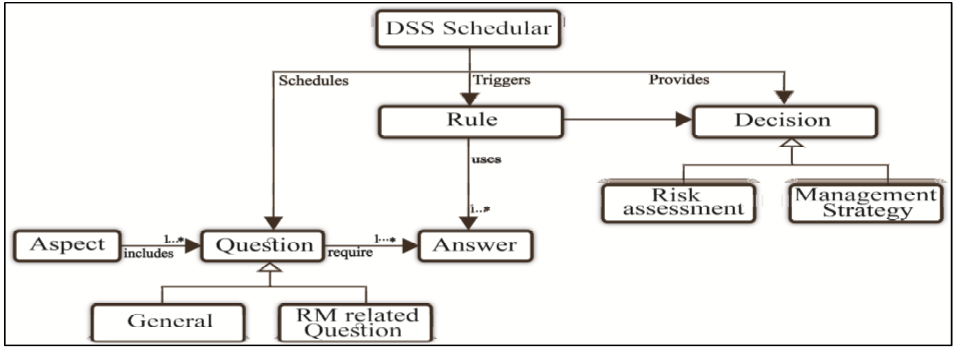 DSS Schedular
Schedules
Triggers
Provides
Rule
Decision
uses
Risk
assessment
Management
Strategy
1...*
Aspect
includes
1...*
Question
require
1...*
Answer
General
RM related
Question